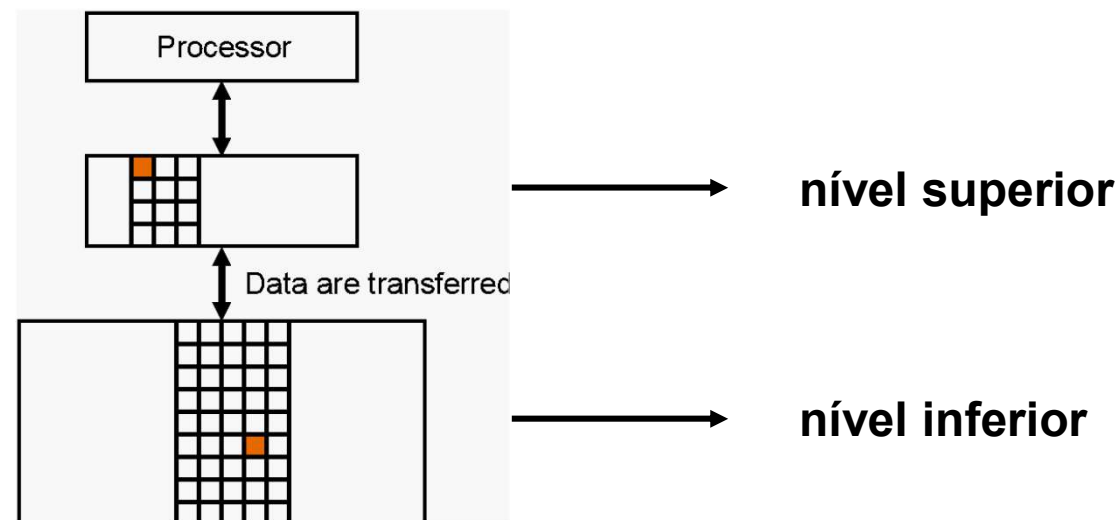 Processor
nível superior
Data are transferred
nível inferior